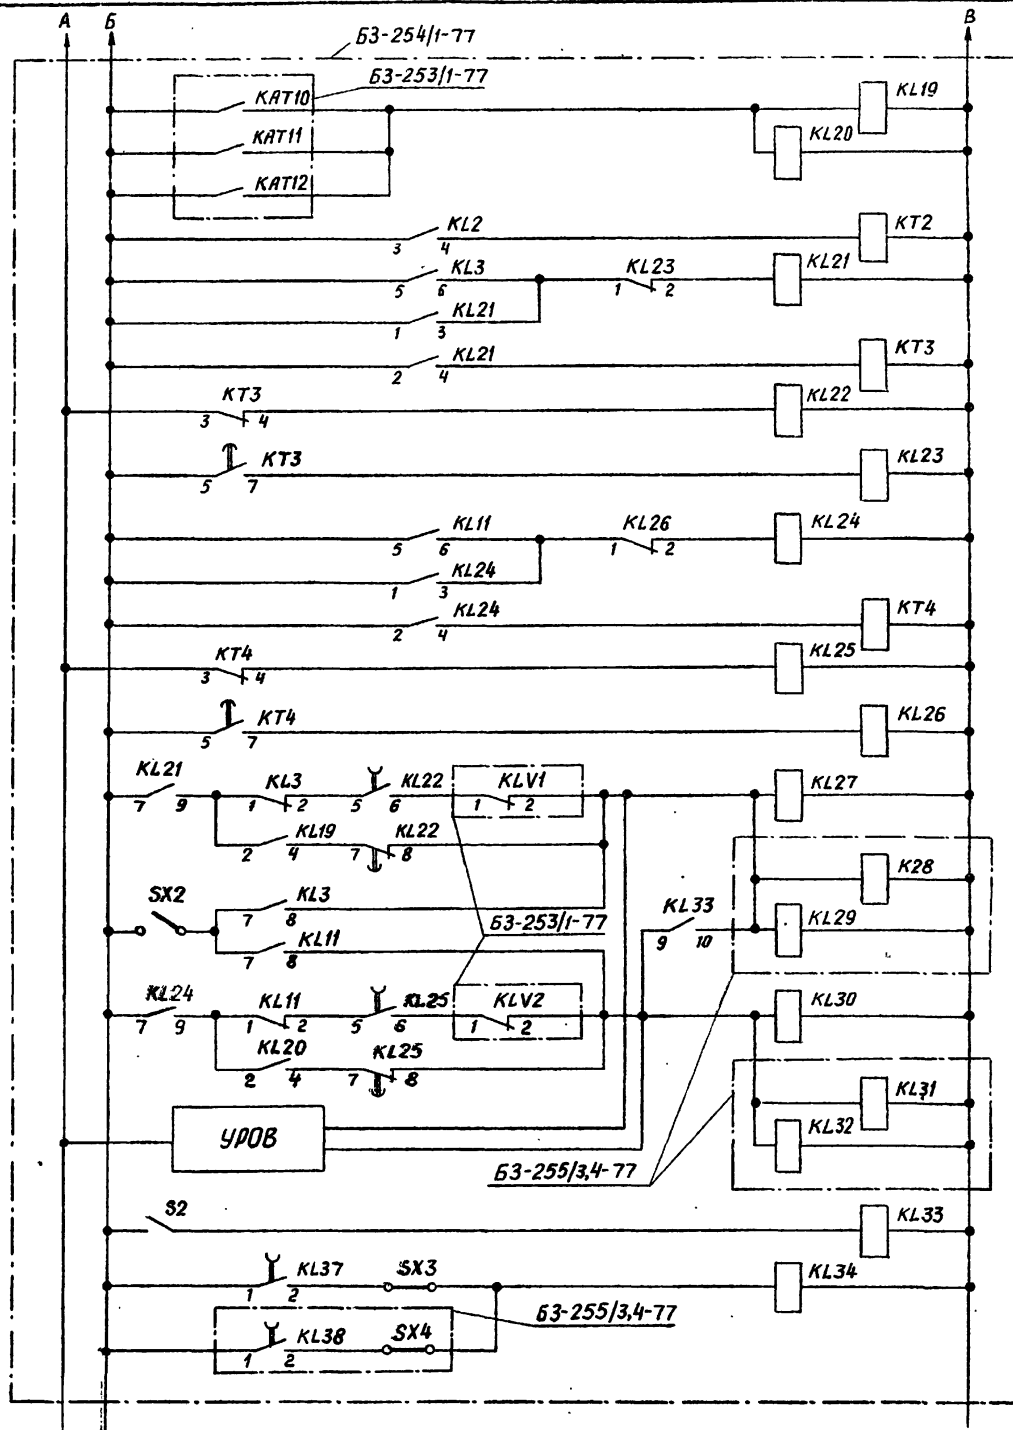 А Б В
БЗ-254/1-77
БЗ-253/1-77
КАТ10 KL19
КАТ11 KL20
КАТ12
KL2 КТ2
3 4
KL3 KL23 KL21
5 6 1 2
KL21
1 3
KL21 КТ3
2 4
КТ3 KL22
3 4
КТ3 KL23
5 7
KL11 KL26 KL24
5 6 1 2
KL24
1 3
KL24 КТ4
2 4
КТ4 KL25
3 4
КТ4 KL26
5 7
KL21 KL3 KL22 KLV1 KL27
7 9 1 2 5 6 1 2
KL19 KL22
2 4 7 8
К28
SX2 KL3 KL33 KL29
7 8 БЗ-253/1-77 9 10
KL11
7 8
KL24 KL11 KL25 KLV2 KL30
7 9 1 2 5 6 1 2
KL20 KL25
2 4 7 8
KL31
УРОВ KL32
БЗ-255/3,4-77
S2 KL33
KL37 SX3 KL34
1 2
БЗ-255/3,4-77
KL38 SX4
1 2